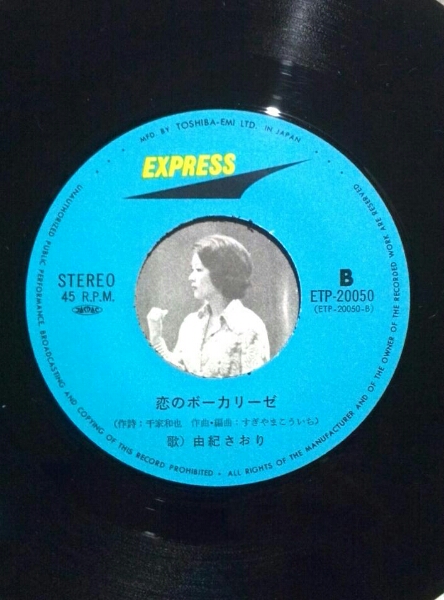 MFG. BY TOSHIBA-EMI LTD. IN JAPAN
EXPRESS
STEREO
45 R.P.M.
B
ETP-20050
(ETP-20050-B)
恋のボーカリーゼ
(作詩:千家和也 作曲・編曲:すぎやまこういち)
歌) 由紀さおり
UNAUTHORIZED PUBLIC PERFORMANCE, BROADCASTING AND COPYING OF THIS RECORD PROHIBITED - ALL RIGHTS OF THE MANUFACTURER AND OF THE OWNER OF THE RECORDED WORK ARE RESERVED